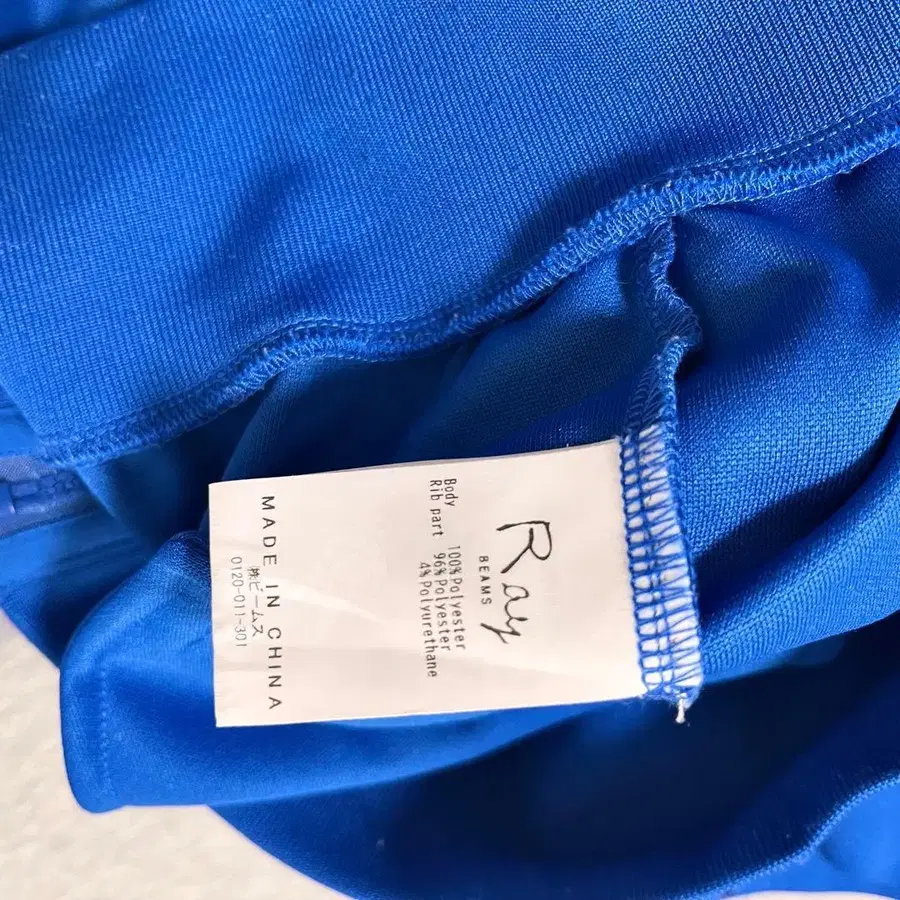 Ray
BEAMS
Body 100%Polyester
Rib part 96%Polyester
4%Polyurethane
MADE IN CHINA
㈱ビームス
0120-011-301